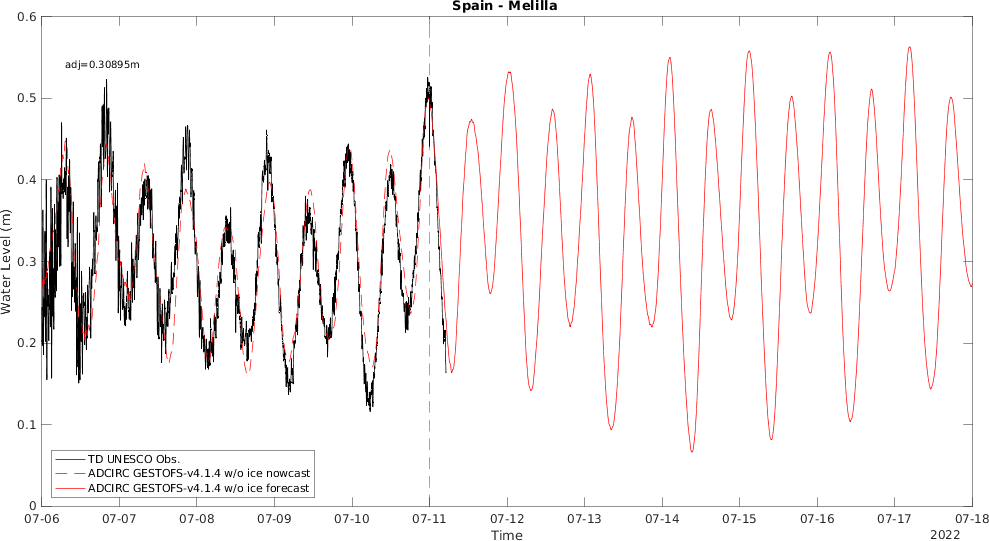 Spain - Melilla
adj=0.30895m
Water Level (m)
0.6
0.5
0.4
0.3
0.2
0.1
0
TD UNESCO Obs.
ADCIRC GESTOFS-v4.1.4 w/o ice nowcast
ADCIRC GESTOFS-v4.1.4 w/o ice forecast
07-06 07-07 07-08 07-09 07-10 07-11 07-12 07-13 07-14 07-15 07-16 07-17 07-18
Time
2022